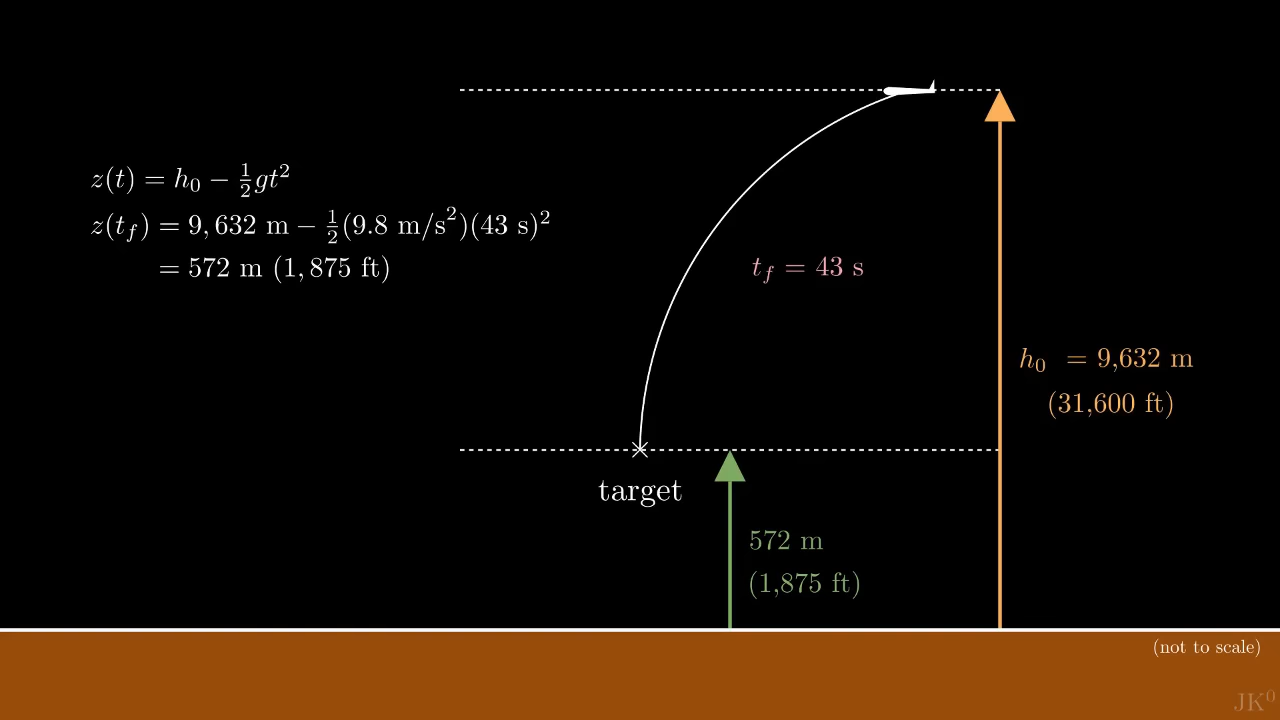 z(t) = h₀ − ½gt²
z(t_f) = 9,632 m − ½(9.8 m/s²)(43 s)²
= 572 m (1,875 ft)
t_f = 43 s
h₀ = 9,632 m
(31,600 ft)
target
572 m
(1,875 ft)
(not to scale)
JK⁰